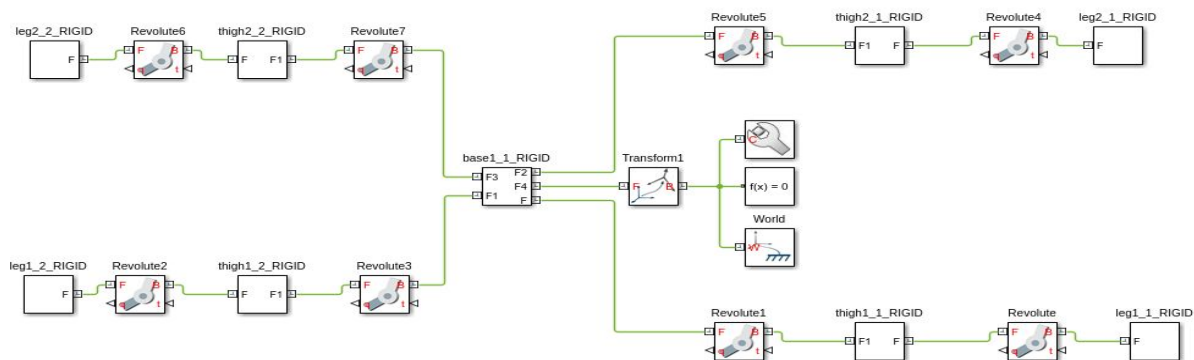 leg2_2_RIGID
Revolute6
thigh2_2_RIGID
Revolute7
F
F B
q t
F F1
F B
q t
Revolute5
thigh2_1_RIGID
Revolute4
leg2_1_RIGID
F B
q t
F1 F
F B
q t
F
base1_1_RIGID
F3 F2
F4
F1 F
Transform1
F B
C
f(x) = 0
World
W
leg1_2_RIGID
Revolute2
thigh1_2_RIGID
Revolute3
F
F B
q t
F F1
F B
q t
Revolute1
thigh1_1_RIGID
Revolute
leg1_1_RIGID
F B
q t
F1 F
F B
q t
F